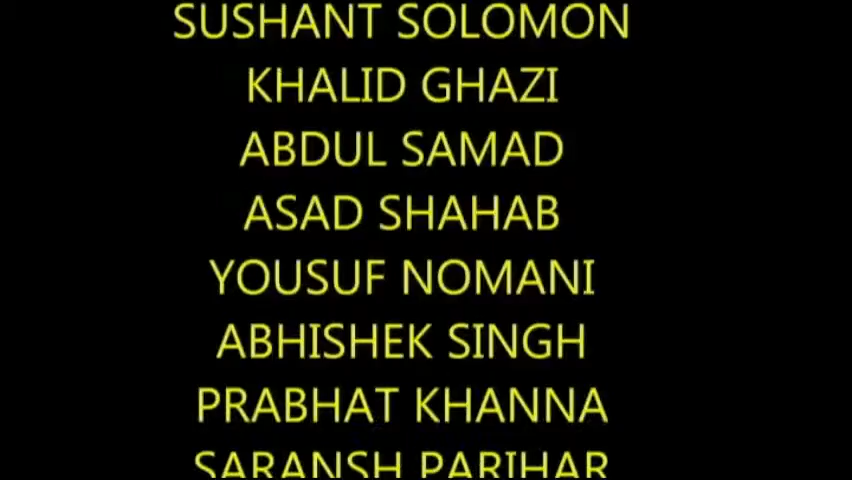 SUSHANT SOLOMON
KHALID GHAZI
ABDUL SAMAD
ASAD SHAHAB
YOUSUF NOMANI
ABHISHEK SINGH
PRABHAT KHANNA
SARANSH PARIHAR